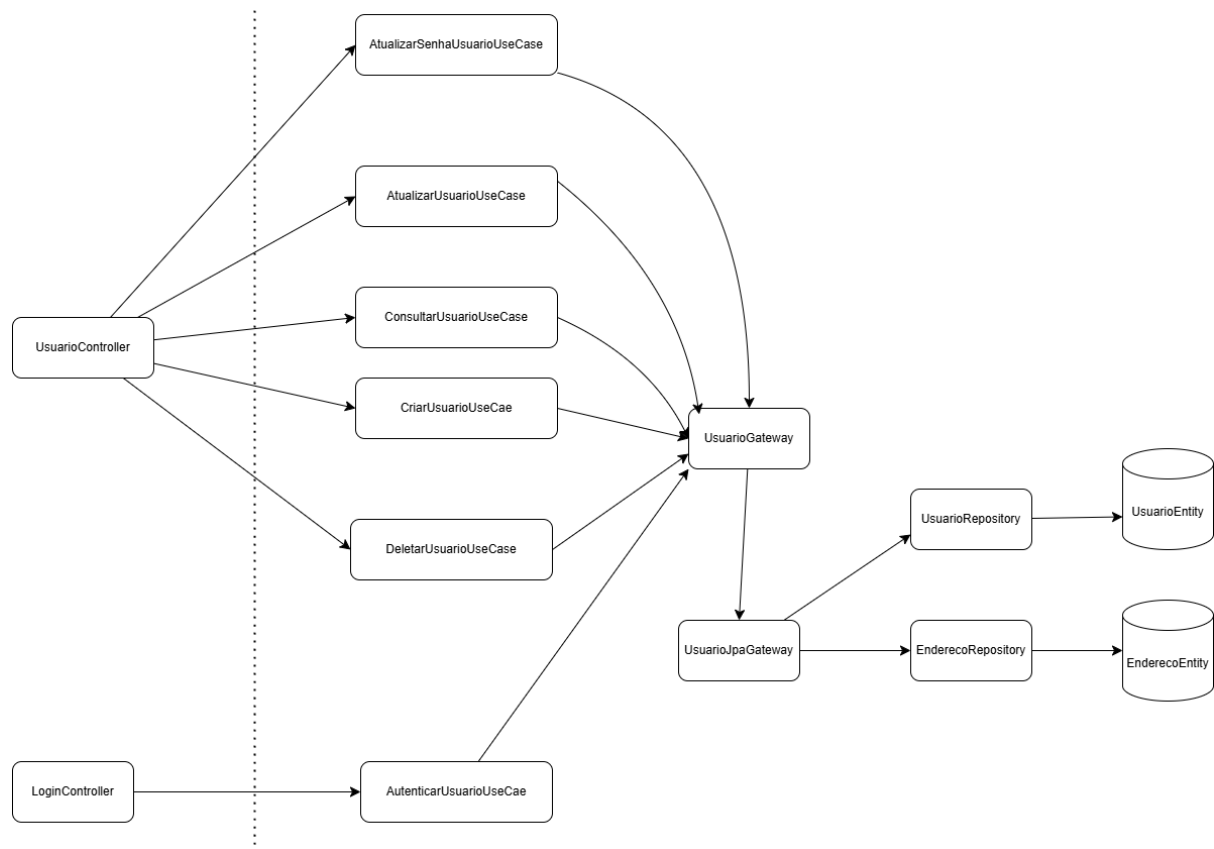 AtualizarSenhaUsuarioUseCase
AtualizarUsuarioUseCase
ConsultarUsuarioUseCase
UsuarioController
CriarUsuarioUseCae
UsuarioGateway
UsuarioRepository
UsuarioEntity
DeletarUsuarioUseCase
UsuarioJpaGateway
EnderecoRepository
EnderecoEntity
LoginController
AutenticarUsuarioUseCae